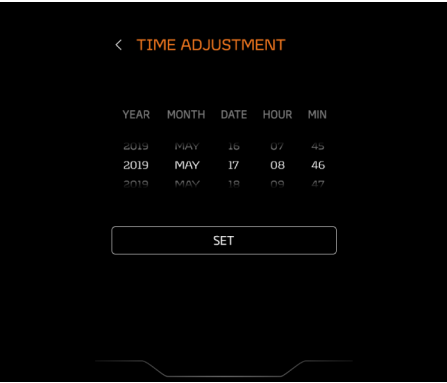 TIME ADJUSTMENT
YEAR MONTH DATE HOUR MIN
2019 MAY 16 07 45
2019 MAY 17 08 46
2019 MAY 18 09 47
SET